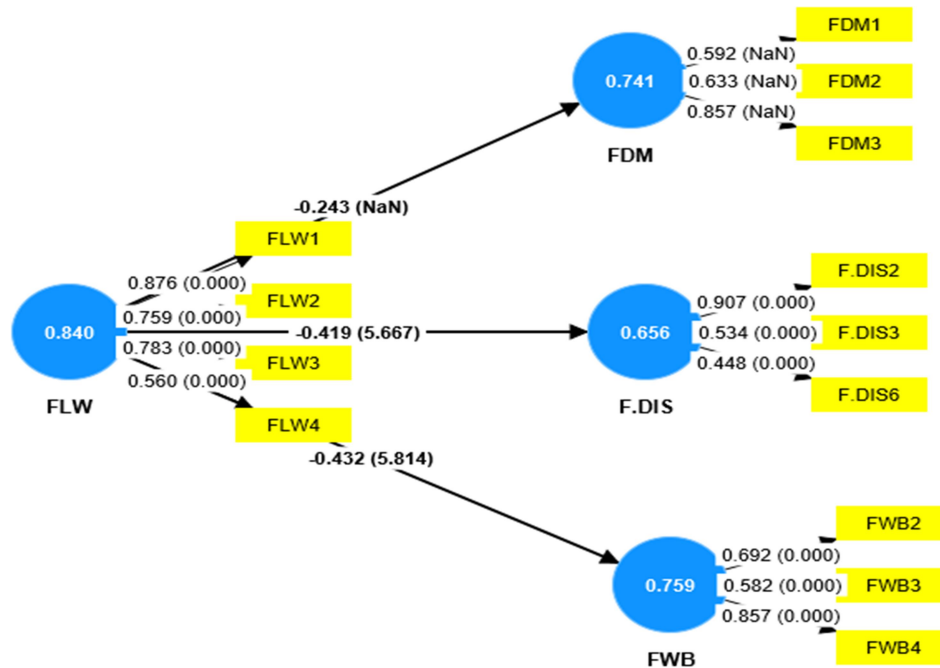 FDM1
0.592 (NaN)
0.741
0.633 (NaN)
FDM2
0.857 (NaN)
FDM3
FDM
-0.243 (NaN)
FLW1
0.876 (0.000)
FLW2
0.759 (0.000)
0.840
-0.419 (5.667)
0.783 (0.000)
FLW3
0.560 (0.000)
FLW
FLW4
F.DIS2
0.907 (0.000)
0.656
0.534 (0.000)
F.DIS3
0.448 (0.000)
F.DIS6
F.DIS
-0.432 (5.814)
FWB2
0.692 (0.000)
0.759
0.582 (0.000)
FWB3
0.857 (0.000)
FWB4
FWB